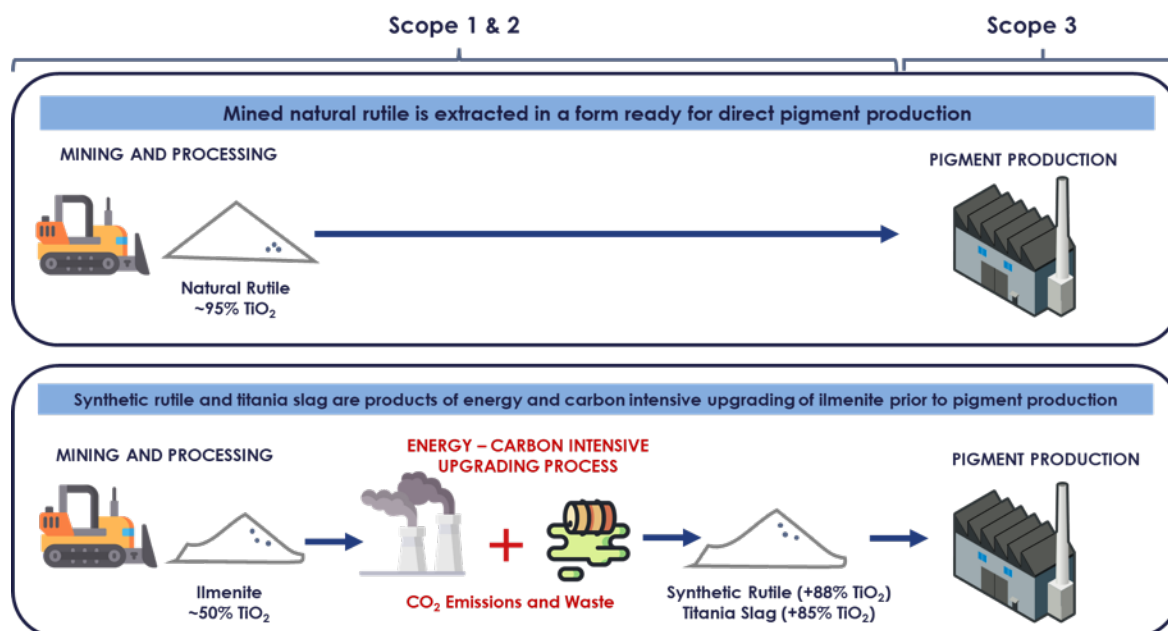 Scope 1 & 2
Scope 3
Mined natural rutile is extracted in a form ready for direct pigment production
MINING AND PROCESSING
PIGMENT PRODUCTION
Natural Rutile
~95% TiO₂
Synthetic rutile and titania slag are products of energy and carbon intensive upgrading of ilmenite prior to pigment production
MINING AND PROCESSING
ENERGY – CARBON INTENSIVE
UPGRADING PROCESS
PIGMENT PRODUCTION
Ilmenite
~50% TiO₂
CO₂ Emissions and Waste
Synthetic Rutile (+88% TiO₂)
Titania Slag (+85% TiO₂)